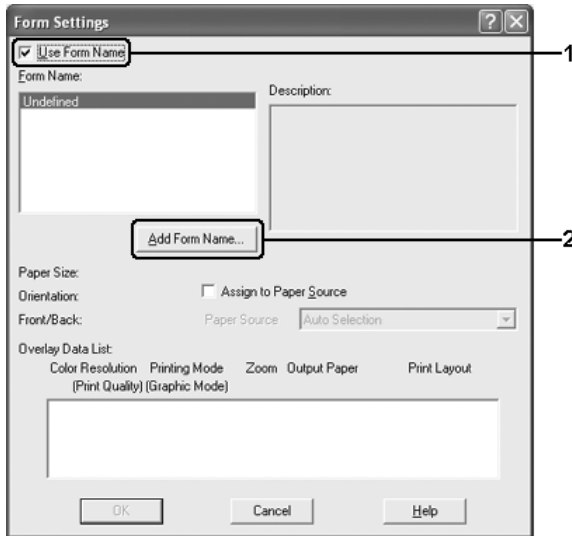 Form Settings
Use Form Name
1
Form Name:
Description:
Undefined
Add Form Name...
2
Paper Size:
Orientation:
Assign to Paper Source
Front/Back:
Paper Source
Auto Selection
Overlay Data List:
Color Resolution Printing Mode Zoom Output Paper Print Layout
(Print Quality) (Graphic Mode)
OK
Cancel
Help